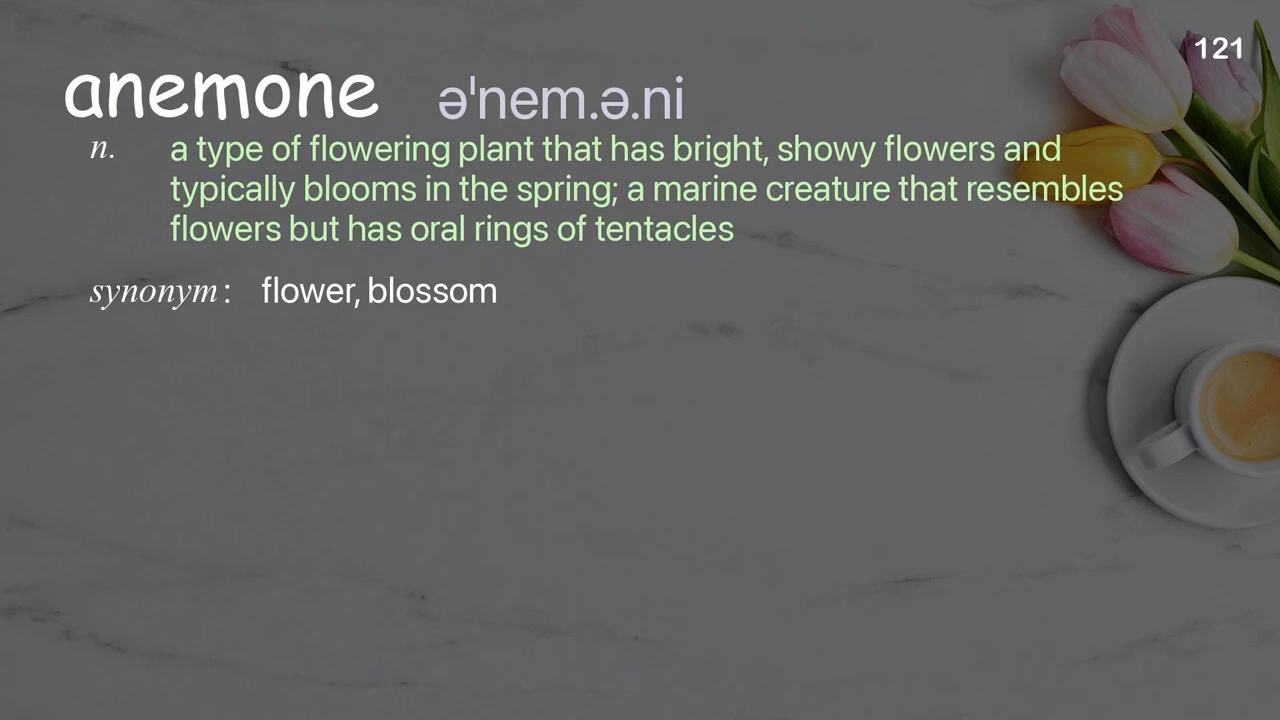 121
anemone əˈnem.ə.ni
n. a type of flowering plant that has bright, showy flowers and
typically blooms in the spring; a marine creature that resembles
flowers but has oral rings of tentacles
synonym: flower, blossom